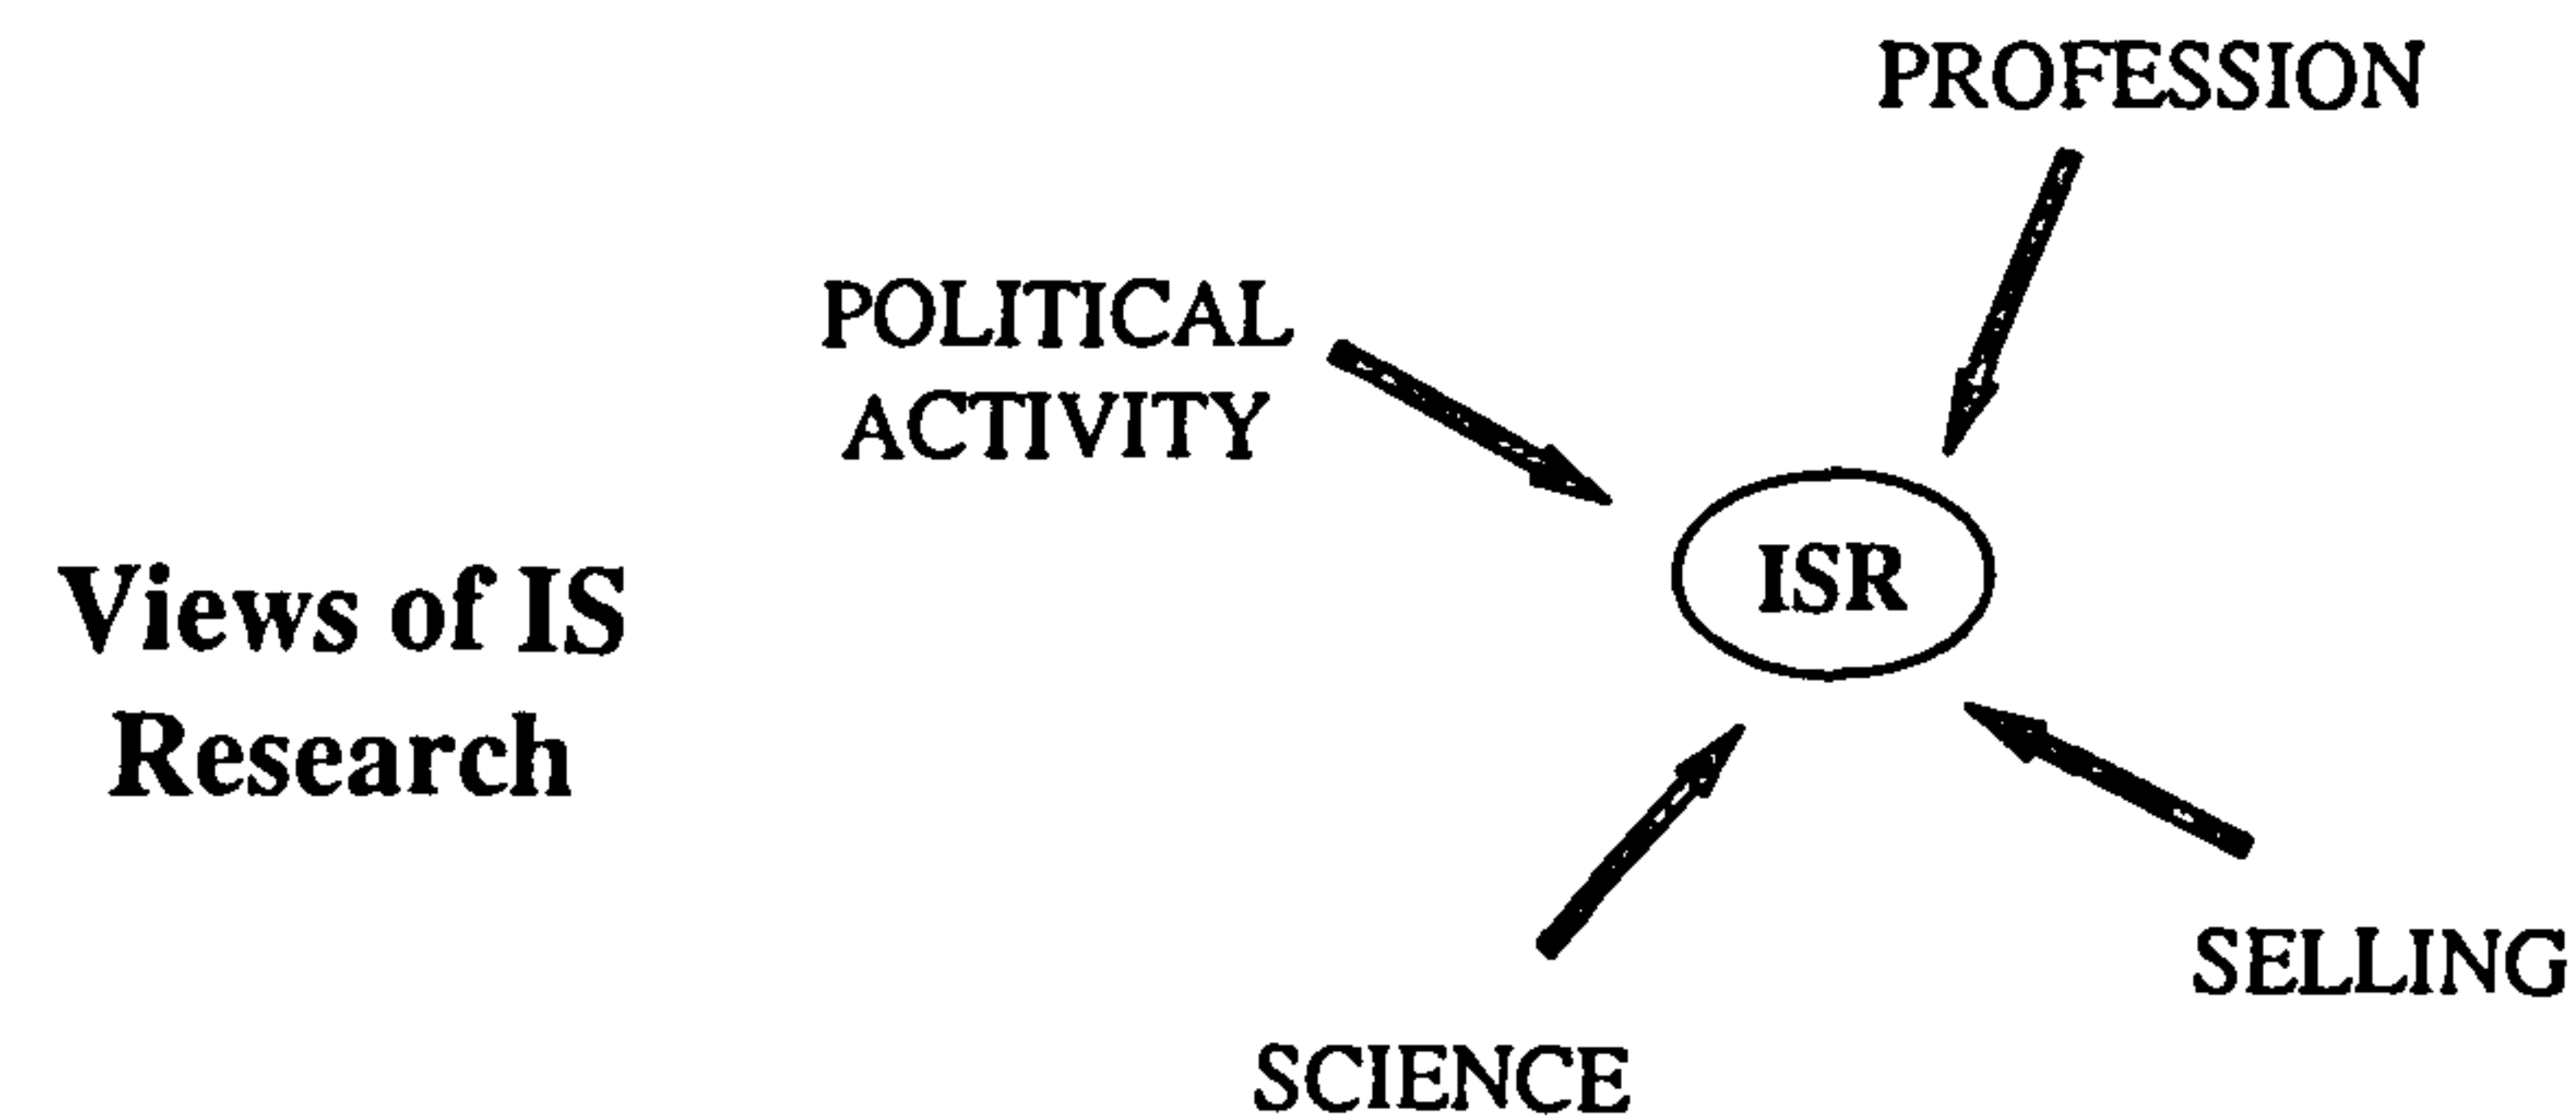 PROFESSION
POLITICAL
ACTIVITY
Views of IS
Research
ISR
SELLING
SCIENCE